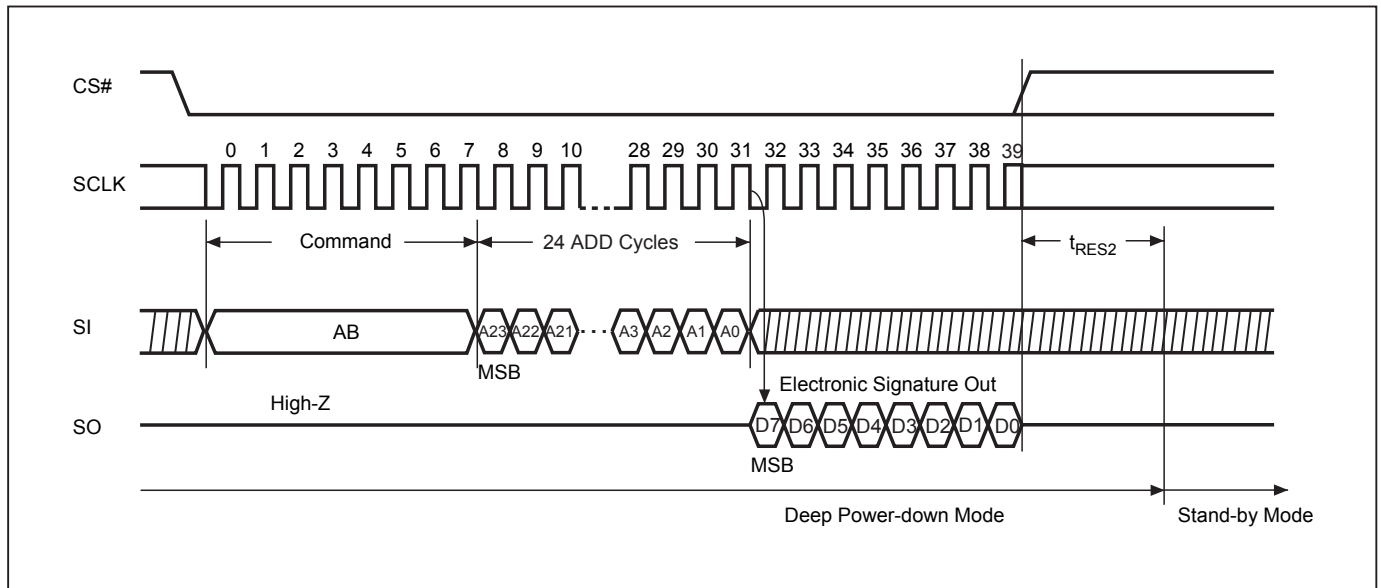 CS#
0 1 2 3 4 5 6 7 8 9 10 28 29 30 31 32 33 34 35 36 37 38 39
SCLK
Command 24 ADD Cycles tRES2
SI AB A23 A22 A21 A3 A2 A1 A0
MSB
Electronic Signature Out
High-Z
SO D7 D6 D5 D4 D3 D2 D1 D0
MSB
Deep Power-down Mode Stand-by Mode